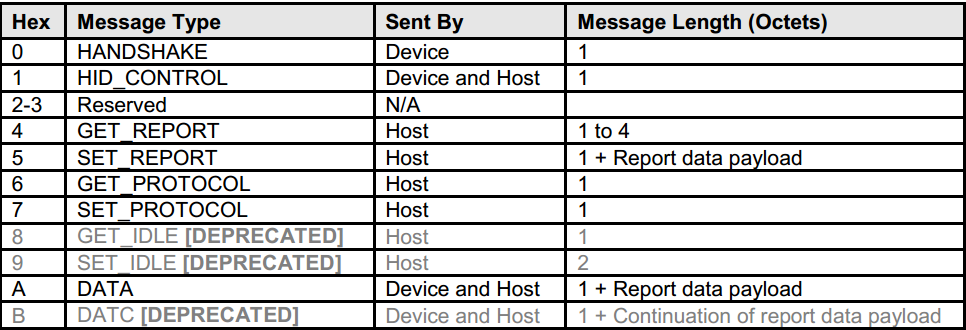 Hex Message Type Sent By Message Length (Octets)
0 HANDSHAKE Device 1
1 HID_CONTROL Device and Host 1
2-3 Reserved N/A
4 GET_REPORT Host 1 to 4
5 SET_REPORT Host 1 + Report data payload
6 GET_PROTOCOL Host 1
7 SET_PROTOCOL Host 1
8 GET_IDLE [DEPRECATED] Host 1
9 SET_IDLE [DEPRECATED] Host 2
A DATA Device and Host 1 + Report data payload
B DATC [DEPRECATED] Device and Host 1 + Continuation of report data payload